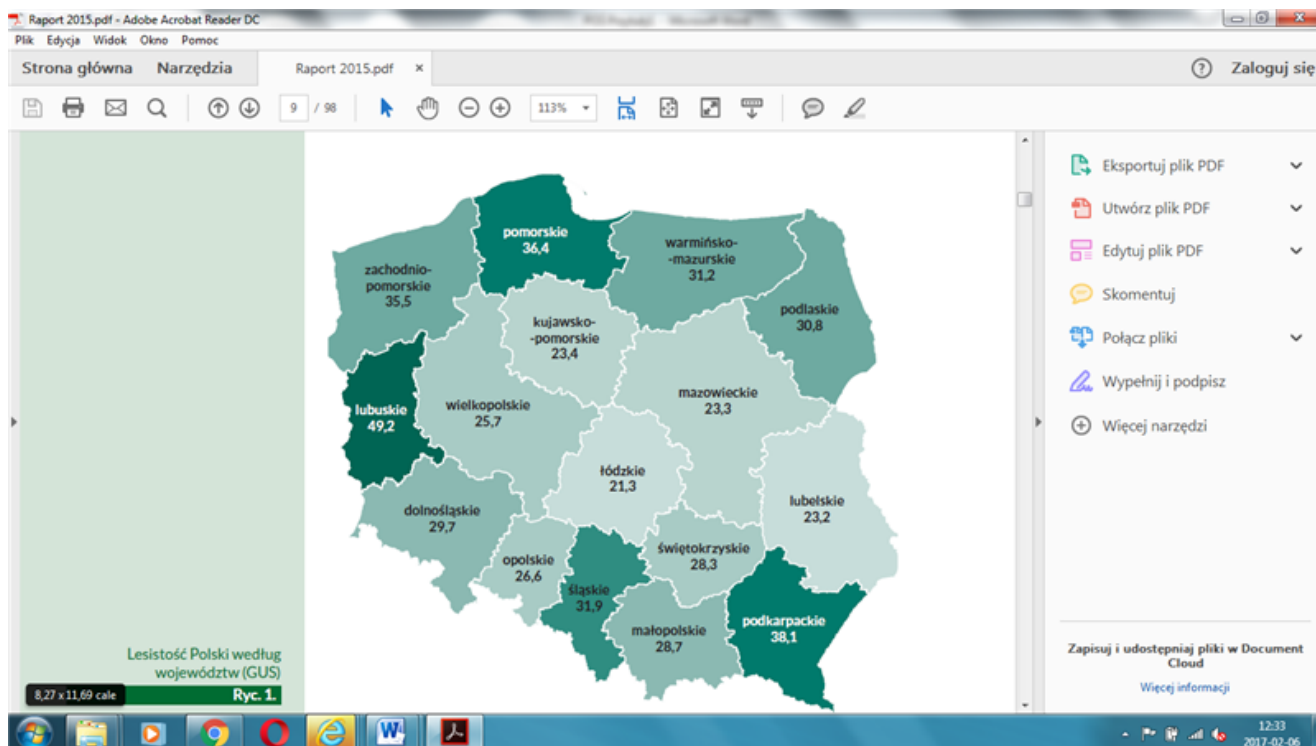 Raport 2015.pdf - Adobe Acrobat Reader DC
Plik Edycja Widok Okno Pomoc
Strona główna Narzędzia Raport 2015.pdf × ? Zaloguj się
9 / 98 113%
pomorskie
36,4
warmińsko-
-mazurskie
31,2
zachodnio-
pomorskie
35,5
podlaskie
30,8
kujawsko-
-pomorskie
23,4
mazowieckie
23,3
lubuskie
49,2
wielkopolskie
25,7
łódzkie
21,3
lubelskie
23,2
dolnośląskie
29,7
świętokrzyskie
28,3
opolskie
26,6
śląskie
31,9
podkarpackie
38,1
małopolskie
28,7
Lesistość Polski według
województw (GUS)
Ryc. 1.
8,27 x 11,69 cale
Eksportuj plik PDF
Utwórz plik PDF
Edytuj plik PDF
Skomentuj
Połącz pliki
Wypełnij i podpisz
Więcej narzędzi
Zapisuj i udostępniaj pliki w Document
Cloud
Więcej informacji
12:33
2017-02-06